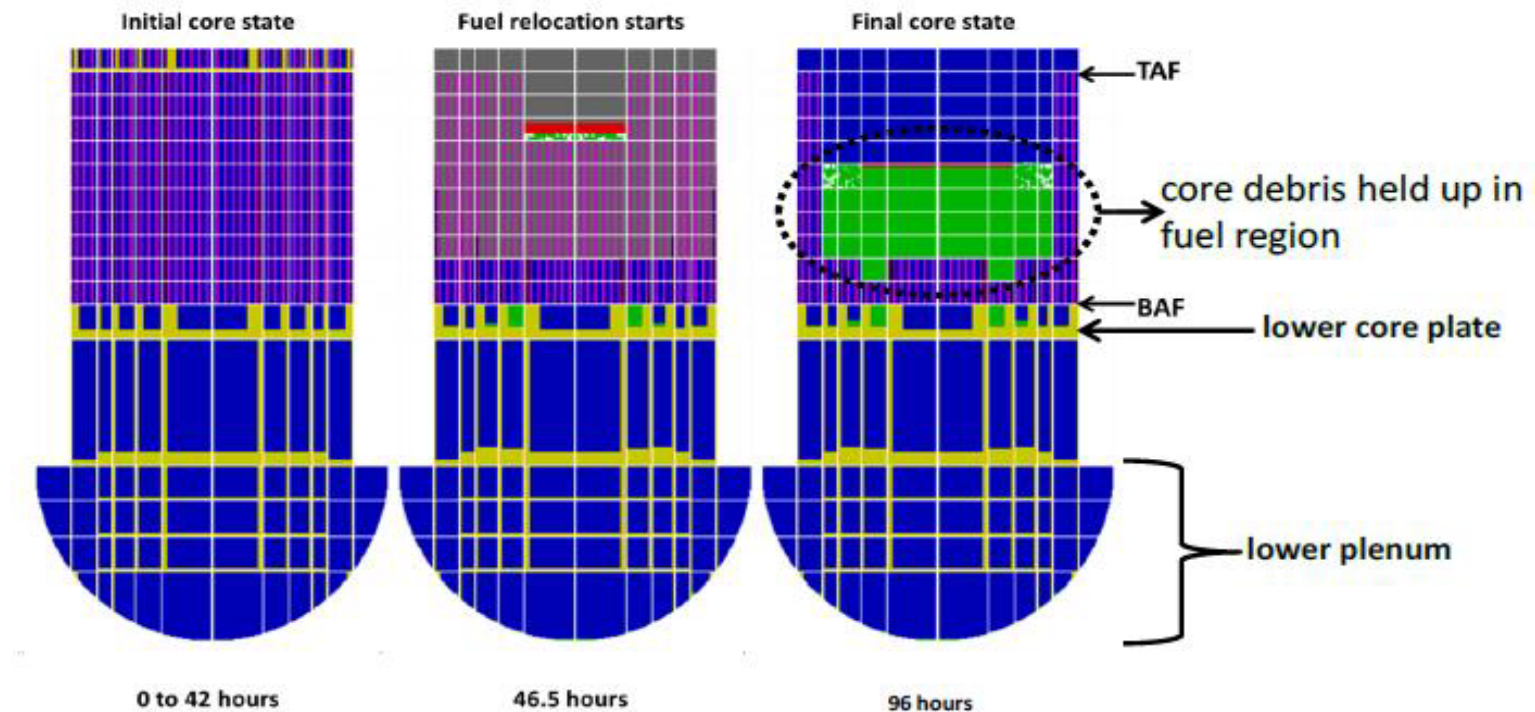 Initial core state
Fuel relocation starts
Final core state
TAF
core debris held up in
fuel region
BAF
lower core plate
lower plenum
0 to 42 hours
46.5 hours
96 hours